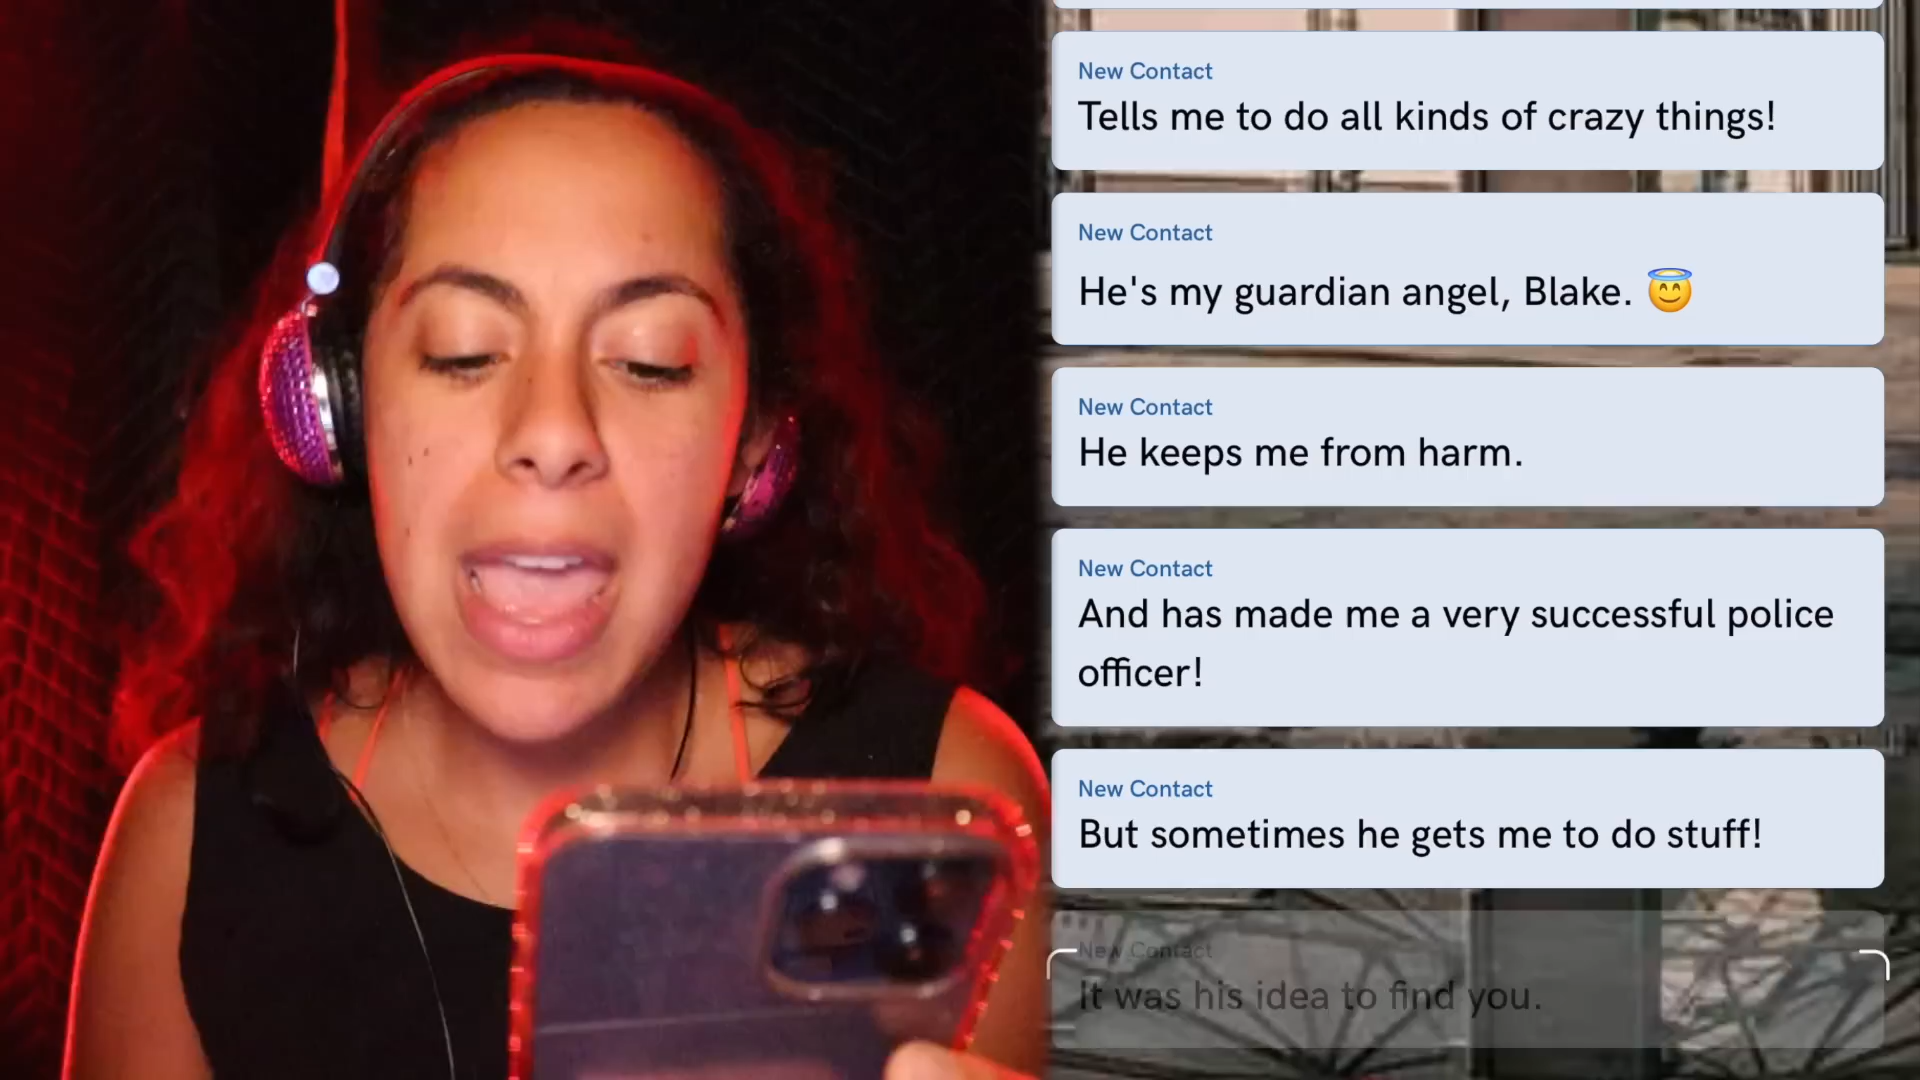 New Contact
Tells me to do all kinds of crazy things!
New Contact
He's my guardian angel, Blake. 😇
New Contact
He keeps me from harm.
New Contact
And has made me a very successful police
officer!
New Contact
But sometimes he gets me to do stuff!
New Contact
It was his idea to find you.